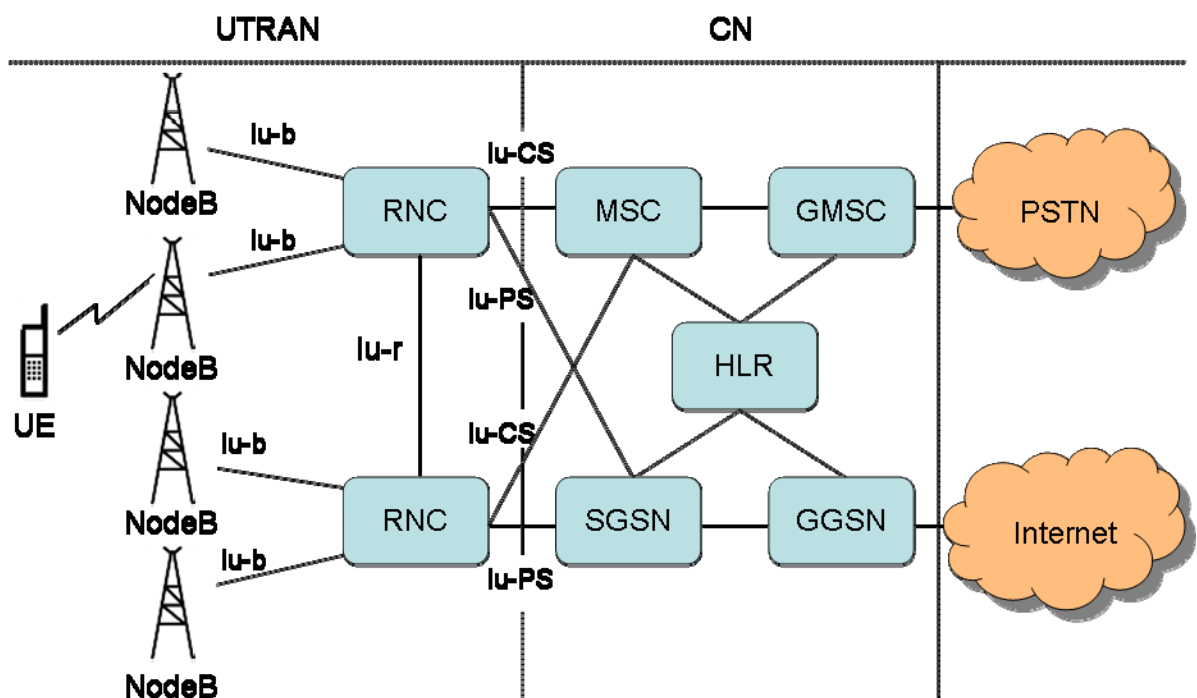 UTRAN
CN
Iu-b
Iu-CS
NodeB
RNC
MSC
GMSC
PSTN
Iu-b
Iu-PS
NodeB
Iu-r
HLR
UE
Iu-b
Iu-CS
NodeB
RNC
SGSN
GGSN
Internet
Iu-b
Iu-PS
NodeB